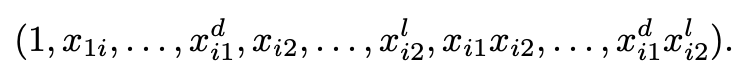 (1, x_{1i}, \ldots, x_{i1}^{d}, x_{i2}, \ldots, x_{i2}^{l}, x_{i1}x_{i2}, \ldots, x_{i1}^{d}x_{i2}^{l}).